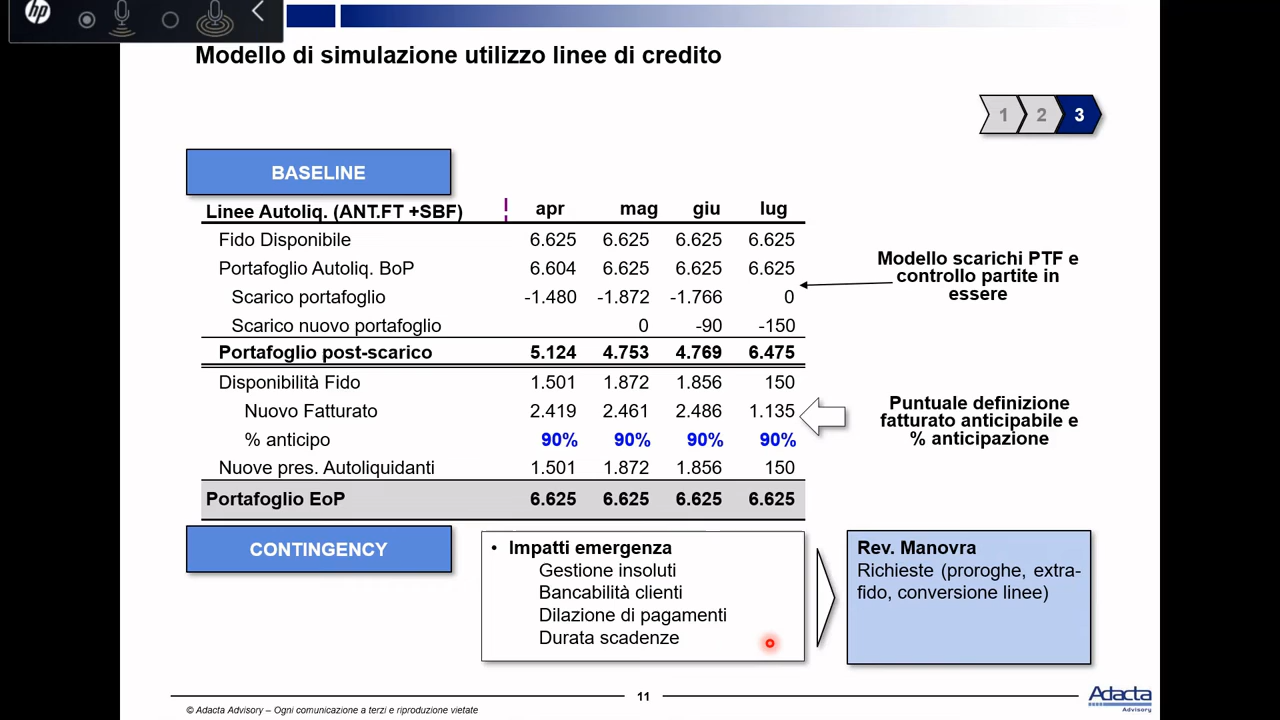 hp
Modello di simulazione utilizzo linee di credito
1 2 3
BASELINE
Linee Autoliq. (ANT.FT +SBF) apr mag giu lug
Fido Disponibile 6.625 6.625 6.625 6.625
Portafoglio Autoliq. BoP 6.604 6.625 6.625 6.625
Scarico portafoglio -1.480 -1.872 -1.766 0
Scarico nuovo portafoglio 0 -90 -150
Portafoglio post-scarico 5.124 4.753 4.769 6.475
Disponibilità Fido 1.501 1.872 1.856 150
Nuovo Fatturato 2.419 2.461 2.486 1.135
% anticipo 90% 90% 90% 90%
Nuove pres. Autoliquidanti 1.501 1.872 1.856 150
Portafoglio EoP 6.625 6.625 6.625 6.625
Modello scarichi PTF e
controllo partite in
essere
Puntuale definizione
fatturato anticipabile e
% anticipazione
CONTINGENCY
• Impatti emergenza
Gestione insoluti
Bancabilità clienti
Dilazione di pagamenti
Durata scadenze
Rev. Manovra
Richieste (proroghe, extra-
fido, conversione linee)
11
© Adacta Advisory – Ogni comunicazione a terzi e riproduzione vietate
Adacta
Advisory